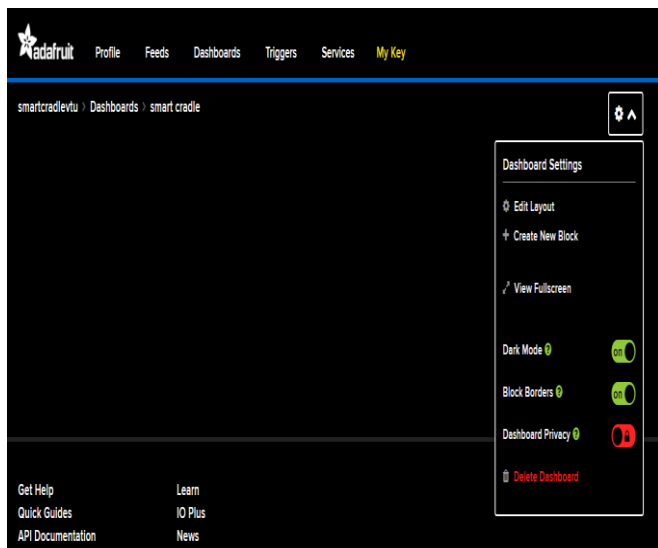 adafruit Profile Feeds Dashboards Triggers Services My Key
smartcradlevtu > Dashboards > smart cradle
Dashboard Settings
Edit Layout
+ Create New Block
View Fullscreen
Dark Mode ? on
Block Borders ? on
Dashboard Privacy ?
Delete Dashboard
Get Help Learn
Quick Guides IO Plus
API Documentation News